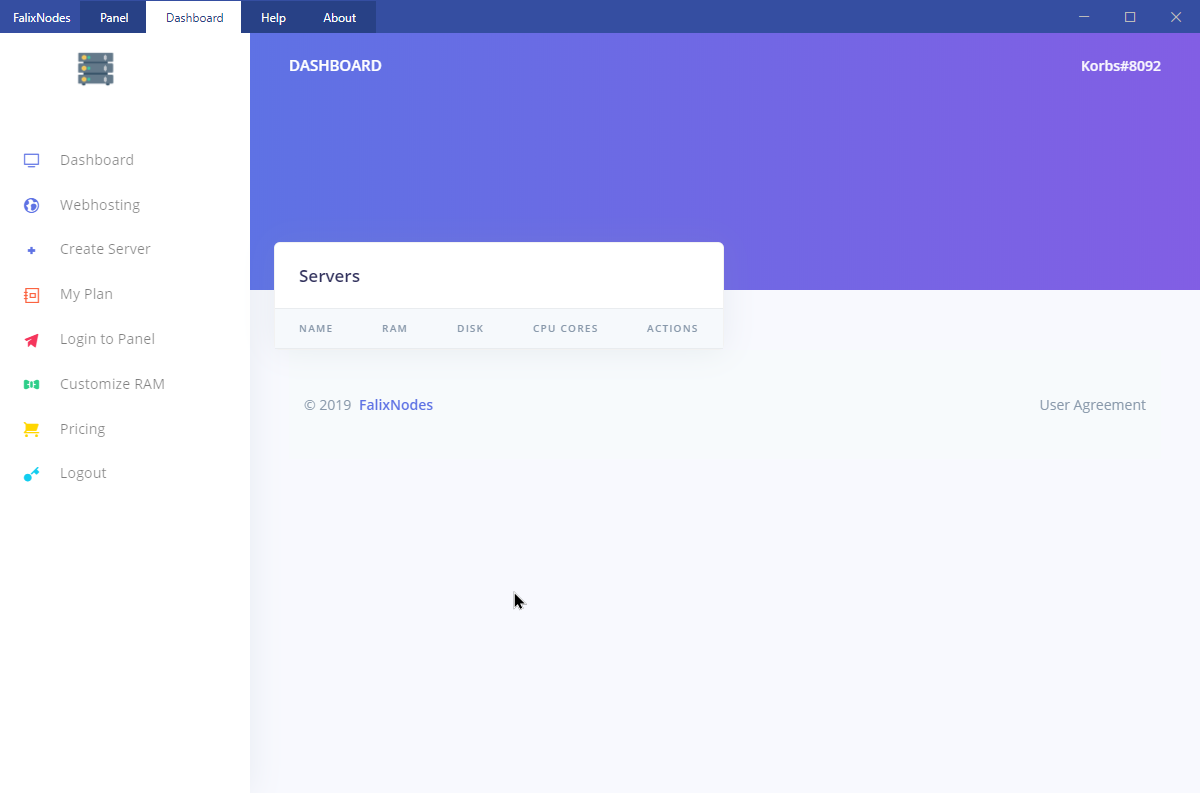 FalixNodes Panel Dashboard Help About
DASHBOARD Korbs#8092
Dashboard
Webhosting
Create Server
My Plan
Login to Panel
Customize RAM
Pricing
Logout
Servers
NAME RAM DISK CPU CORES ACTIONS
© 2019 FalixNodes User Agreement